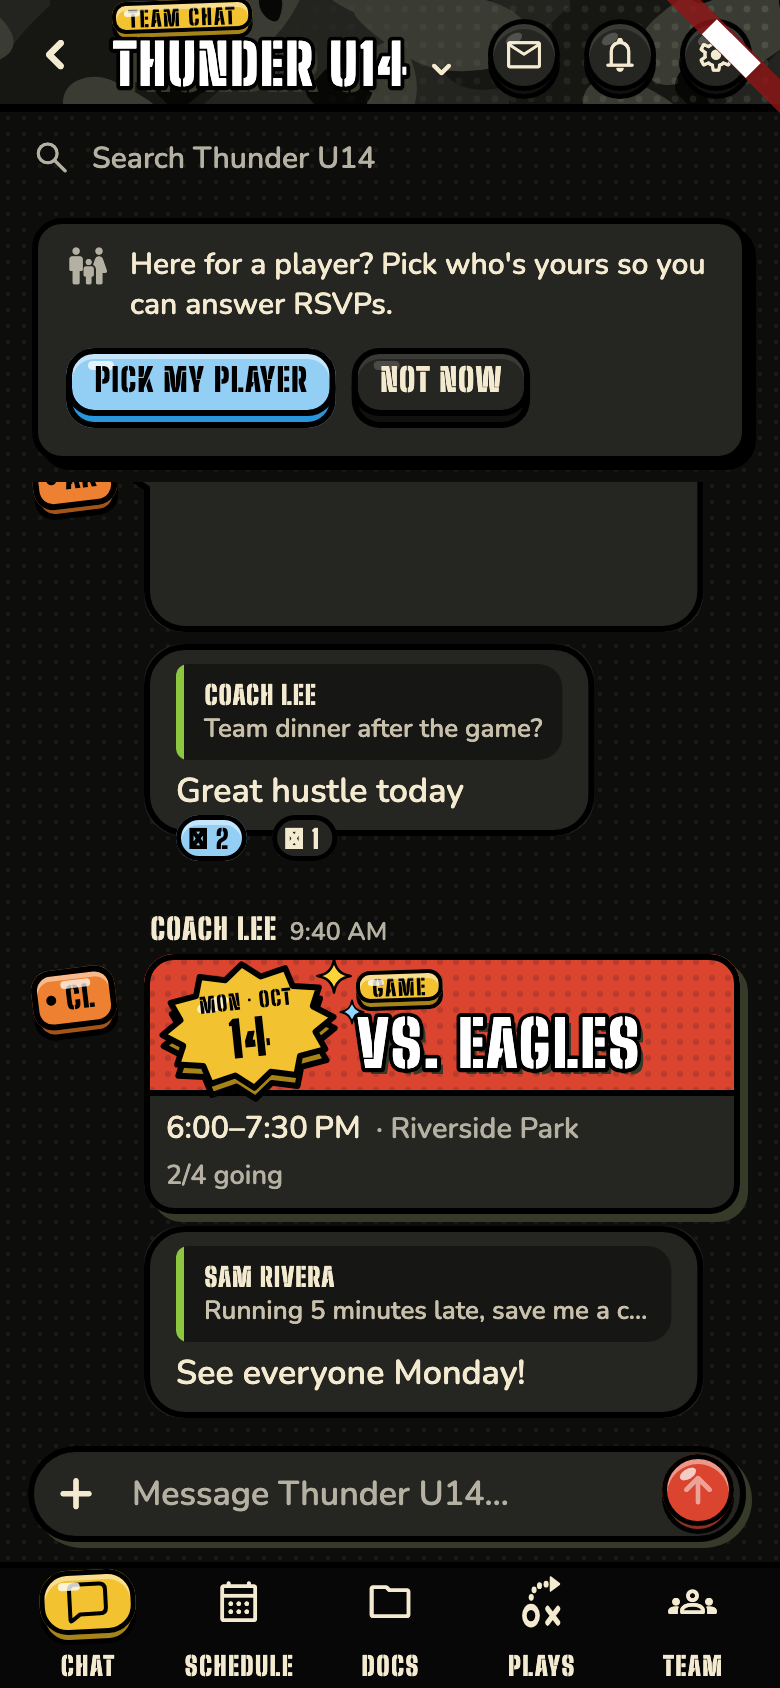 TEAM CHAT
THUNDER U14
Search Thunder U14
Here for a player? Pick who's yours so you
can answer RSVPs.
PICK MY PLAYER
NOT NOW
COACH LEE
Team dinner after the game?
Great hustle today
2
1
COACH LEE 9:40 AM
CL
MON · OCT
14
GAME
VS. EAGLES
6:00–7:30 PM · Riverside Park
2/4 going
SAM RIVERA
Running 5 minutes late, save me a c...
See everyone Monday!
Message Thunder U14...
CHAT
SCHEDULE
DOCS
PLAYS
TEAM